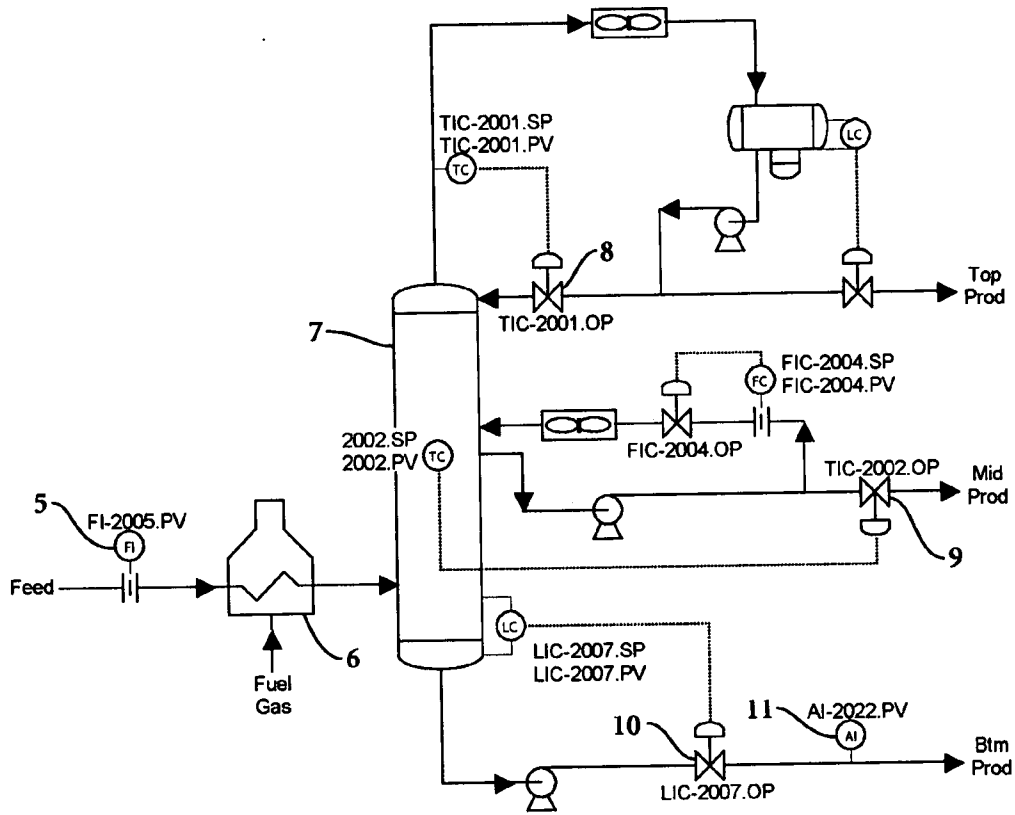 TIC-2001.SP
TIC-2001.PV
TC
LC
8
Top
Prod
TIC-2001.OP
7
FIC-2004.SP
FIC-2004.PV
FC
2002.SP
2002.PV
TC
FIC-2004.OP
TIC-2002.OP
Mid
Prod
5
FI-2005.PV
FI
9
Feed
6
LC
LIC-2007.SP
LIC-2007.PV
Fuel
Gas
10
11
AI-2022.PV
AI
Btm
Prod
LIC-2007.OP